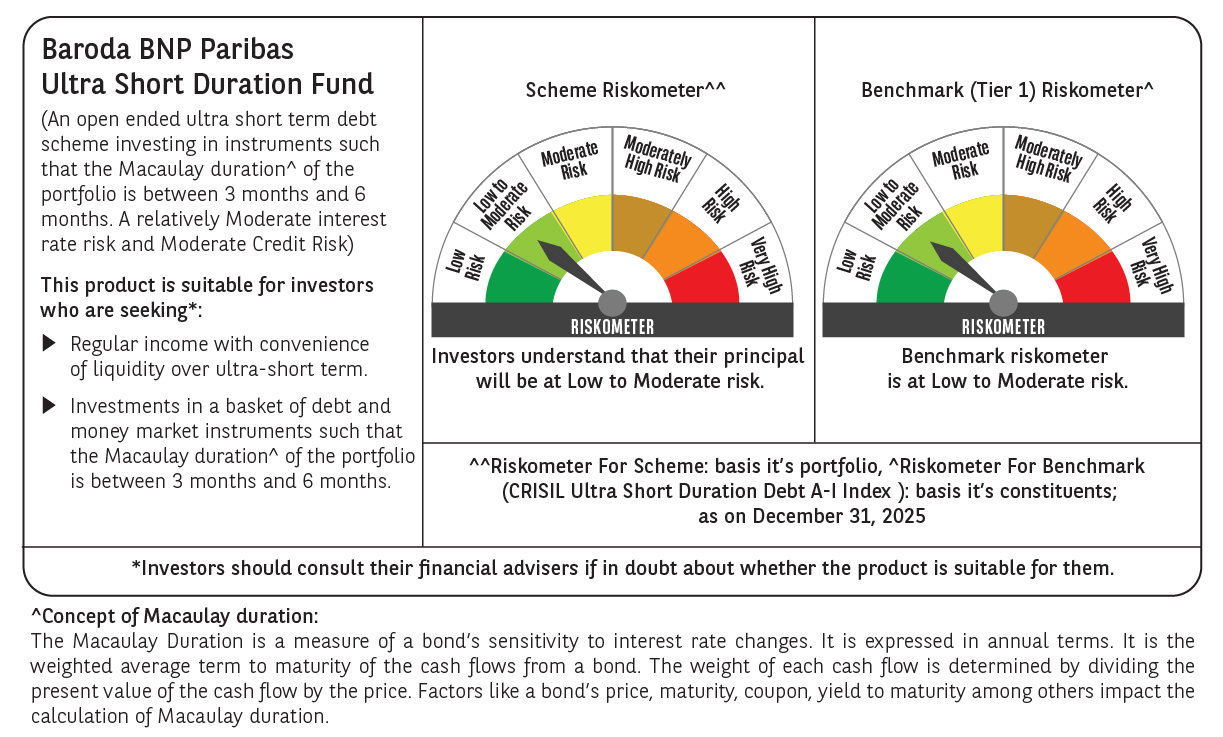 Baroda BNP Paribas
Ultra Short Duration Fund
(An open ended ultra short term debt
scheme investing in instruments such
that the Macaulay duration^ of the
portfolio is between 3 months and 6
months. A relatively Moderate interest
rate risk and Moderate Credit Risk)
This product is suitable for investors
who are seeking*:
▶ Regular income with convenience
of liquidity over ultra-short term.
▶ Investments in a basket of debt and
money market instruments such that
the Macaulay duration^ of the portfolio
is between 3 months and 6 months.
Scheme Riskometer^^
Low
Risk
Low to
Moderate
Risk
Moderate
Risk
Moderately
High Risk
High
Risk
Very High
Risk
RISKOMETER
Investors understand that their principal
will be at Low to Moderate risk.
Benchmark (Tier 1) Riskometer^
Low
Risk
Low to
Moderate
Risk
Moderate
Risk
Moderately
High Risk
High
Risk
Very High
Risk
RISKOMETER
Benchmark riskometer
is at Low to Moderate risk.
^^Riskometer For Scheme: basis it's portfolio, ^Riskometer For Benchmark
(CRISIL Ultra Short Duration Debt A-I Index ): basis it's constituents;
as on December 31, 2025
*Investors should consult their financial advisers if in doubt about whether the product is suitable for them.
^Concept of Macaulay duration:
The Macaulay Duration is a measure of a bond's sensitivity to interest rate changes. It is expressed in annual terms. It is the
weighted average term to maturity of the cash flows from a bond. The weight of each cash flow is determined by dividing the
present value of the cash flow by the price. Factors like a bond's price, maturity, coupon, yield to maturity among others impact the
calculation of Macaulay duration.